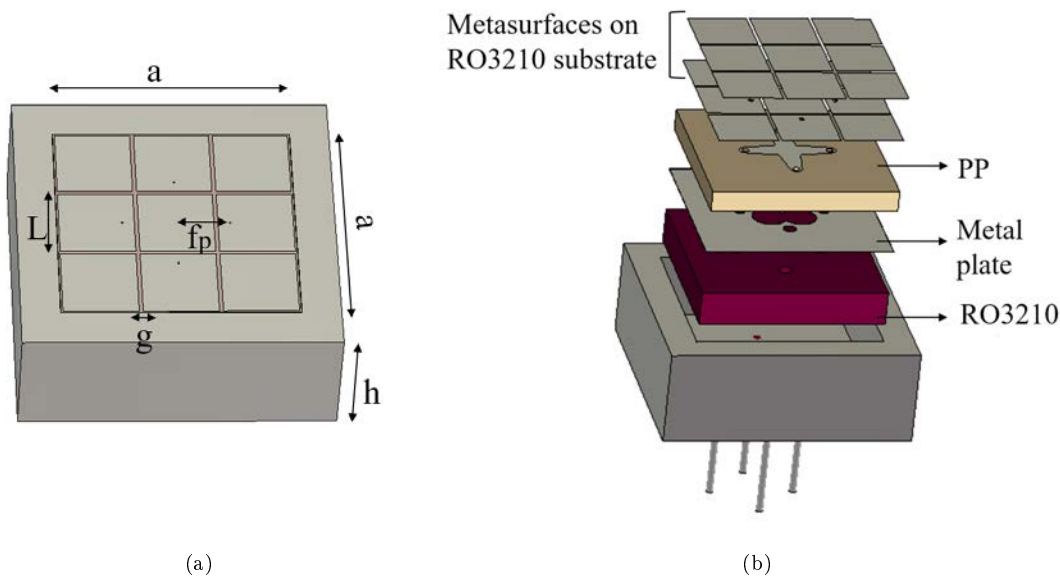 a
a
L
f_p
g
h
(a)
Metasurfaces on
RO3210 substrate
PP
Metal
plate
RO3210
(b)